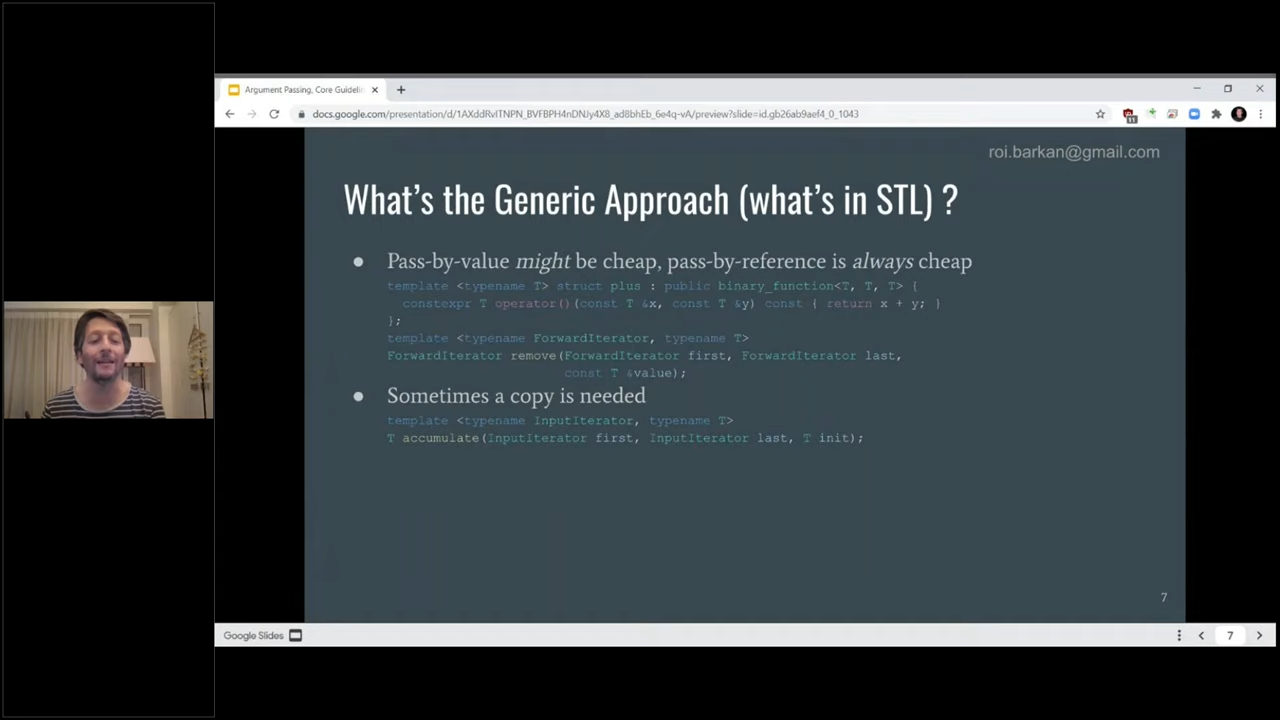 Argument Passing, Core Guidelin
docs.google.com/presentation/d/1AXddRvITNPN_BVFBPH4nDNJy4X8_ad8bhEb_6e4q-vA/preview?slide=id.gb26ab9aef4_0_1043
11
roi.barkan@gmail.com
What's the Generic Approach (what's in STL) ?
● Pass-by-value might be cheap, pass-by-reference is always cheap
template <typename T> struct plus : public binary_function<T, T, T> {
constexpr T operator()(const T &x, const T &y) const { return x + y; }
};
template <typename ForwardIterator, typename T>
ForwardIterator remove(ForwardIterator first, ForwardIterator last,
const T &value);
● Sometimes a copy is needed
template <typename InputIterator, typename T>
T accumulate(InputIterator first, InputIterator last, T init);
7
Google Slides
7